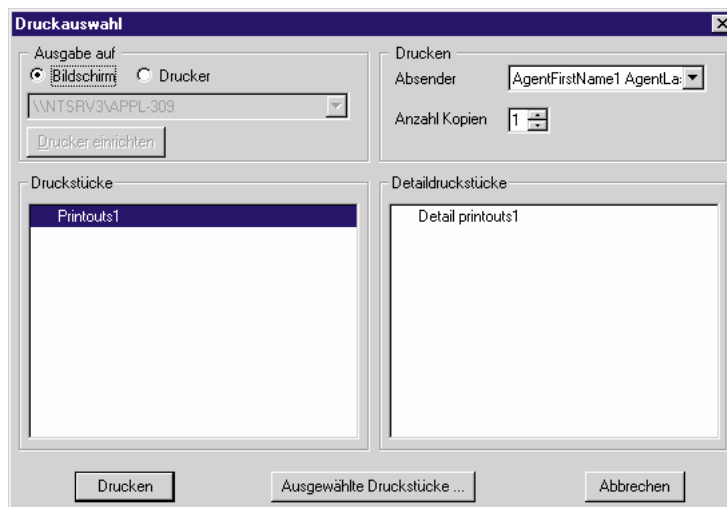 Druckauswahl
Ausgabe auf
Bildschirm Drucker
\\NTSRV3\APPL-309
Drucker einrichten
Drucken
Absender AgentFirstName1 AgentLa
Anzahl Kopien 1
Druckstücke
Printouts1
Detaildruckstücke
Detail printouts1
Drucken Ausgewählte Druckstücke ... Abbrechen